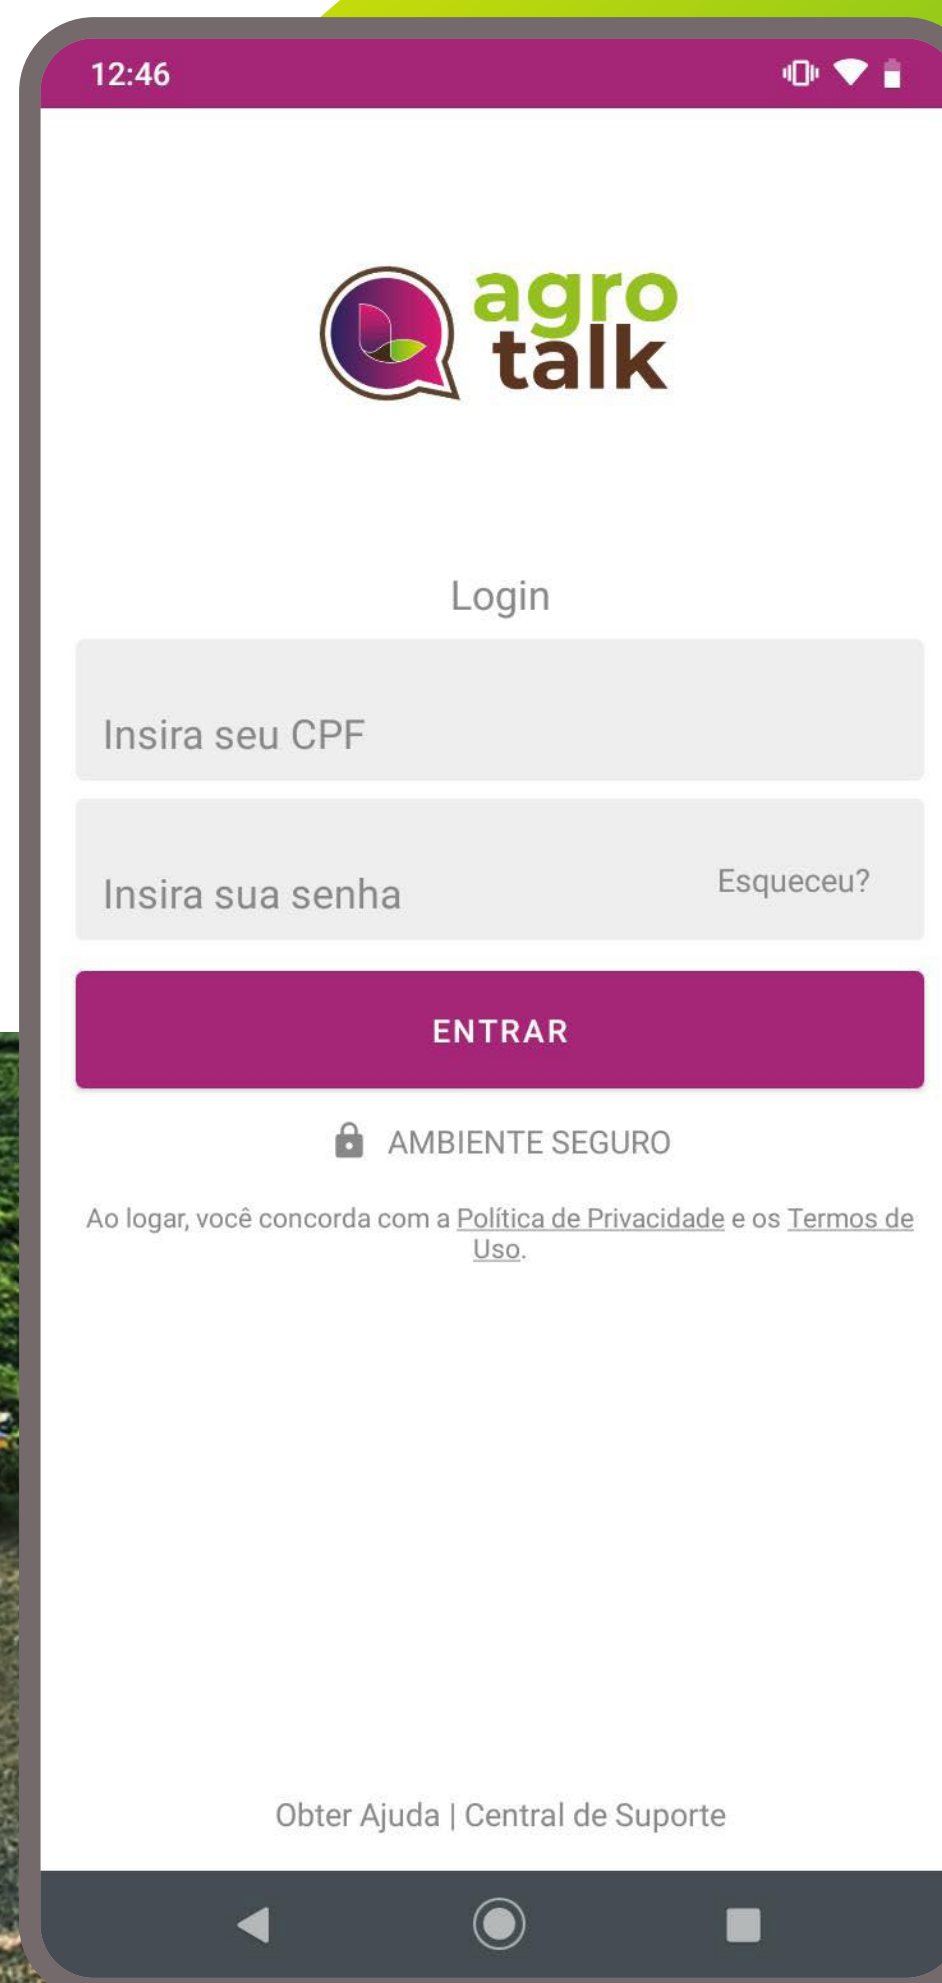 12:46
agro
talk
Login
Insira seu CPF
Insira sua senha
Esqueceu?
ENTRAR
AMBIENTE SEGURO
Ao logar, você concorda com a Política de Privacidade e os Termos de
Uso.
Obter Ajuda | Central de Suporte